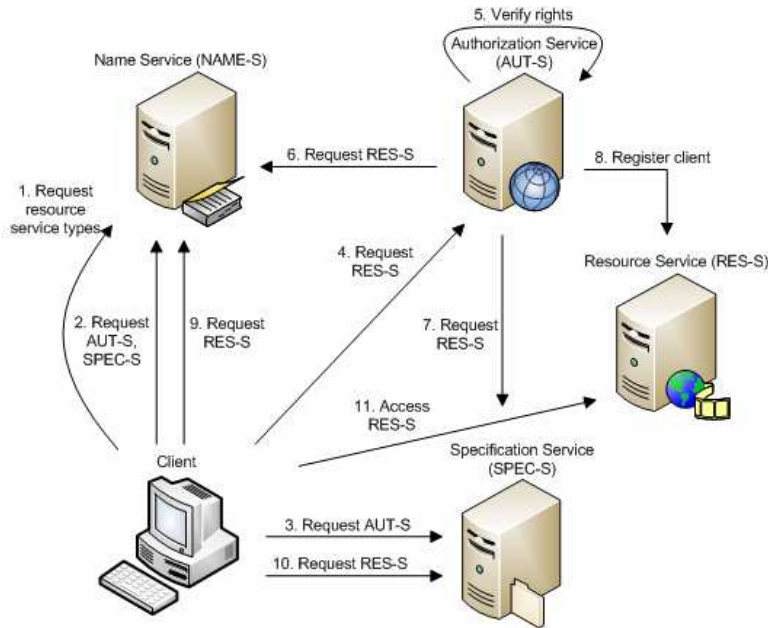 5. Verify rights
Authorization Service
(AUT-S)
Name Service (NAME-S)
6. Request RES-S
8. Register client
1. Request
resource
service types
4. Request
RES-S
Resource Service (RES-S)
2. Request
AUT-S,
SPEC-S
9. Request
RES-S
7. Request
RES-S
11. Access
RES-S
Client
Specification Service
(SPEC-S)
3. Request AUT-S
10. Request RES-S